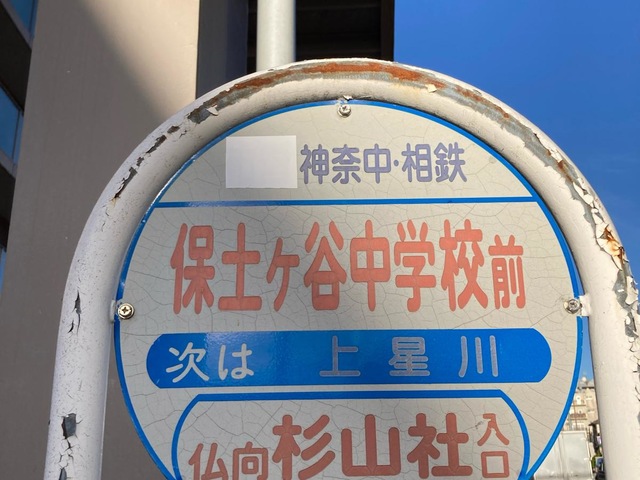 神奈中・相鉄
保土ケ谷中学校前
次は 上星川
仏向 杉山社 入口